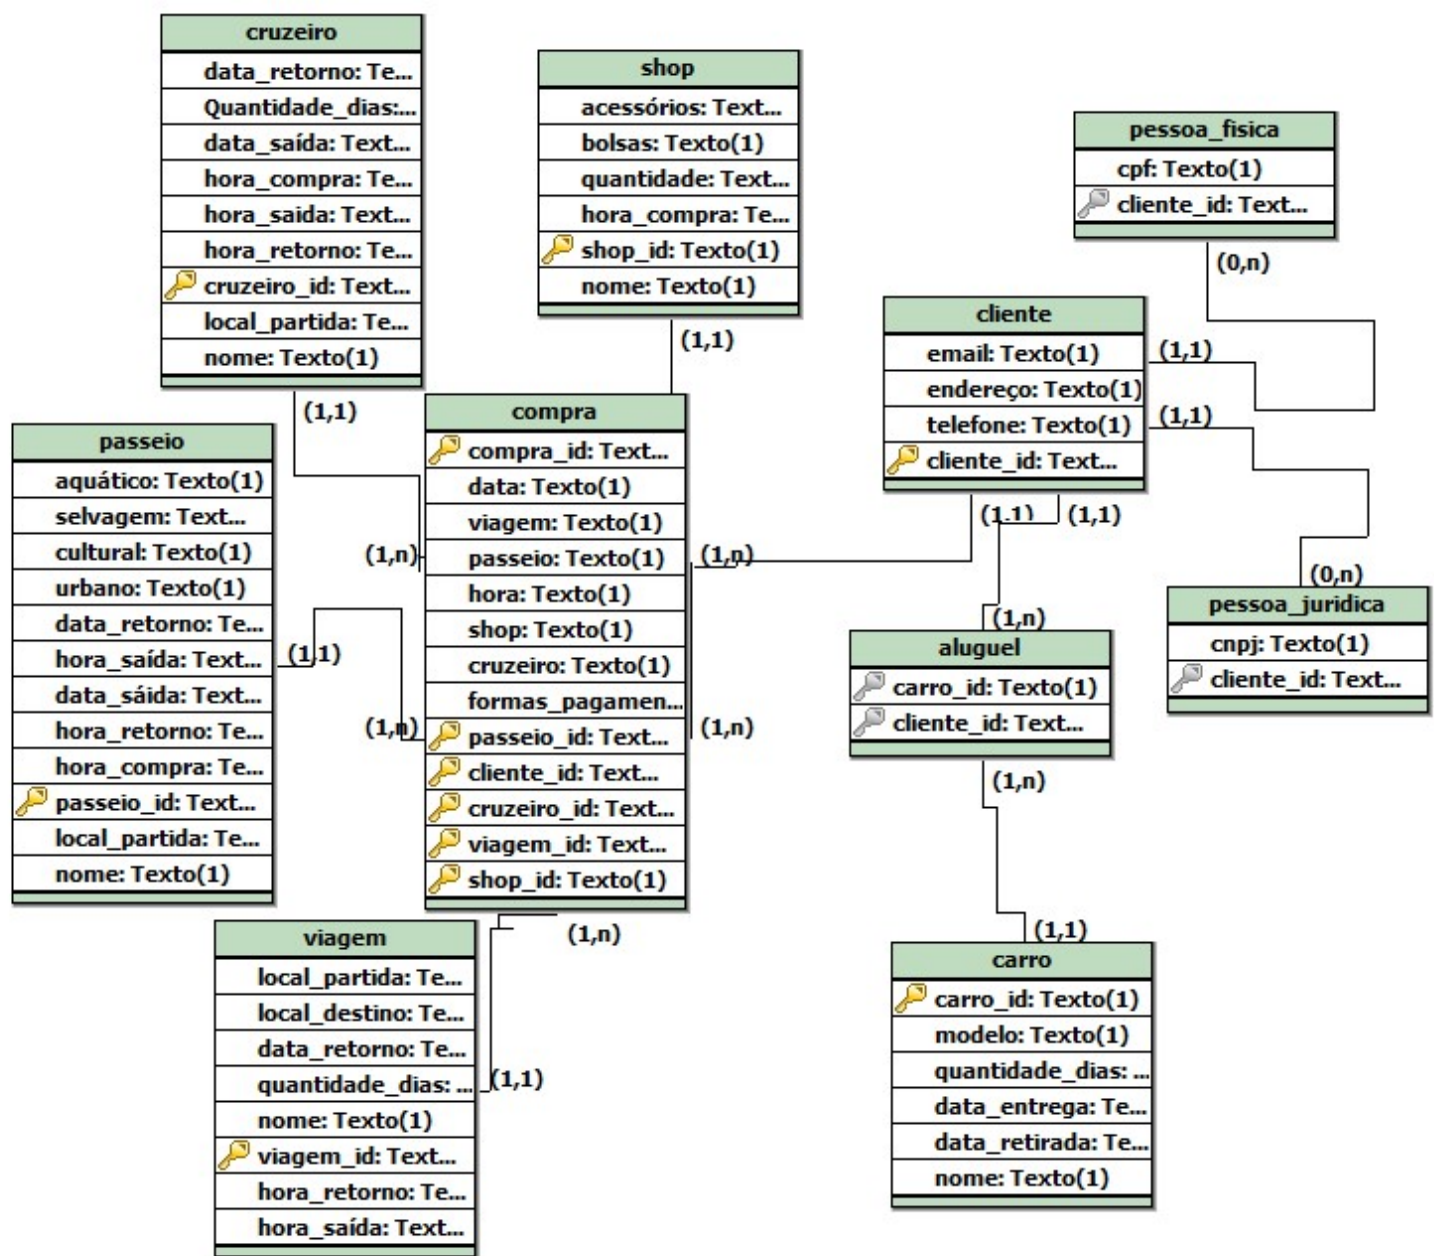 cruzeiro
data_retorno: Te...
Quantidade_dias:...
data_saída: Text...
hora_compra: Te...
hora_saida: Text...
hora_retorno: Te...
cruzeiro_id: Text...
local_partida: Te...
nome: Texto(1)
(1,1)
shop
acessórios: Text...
bolsas: Texto(1)
quantidade: Text...
hora_compra: Te...
shop_id: Texto(1)
nome: Texto(1)
(1,1)
pessoa_fisica
cpf: Texto(1)
cliente_id: Text...
(0,n)
cliente
email: Texto(1)
endereço: Texto(1)
telefone: Texto(1)
cliente_id: Text...
(1,1)
(1,1)
(1,1)
(1,1)
passeio
aquático: Texto(1)
selvagem: Text...
cultural: Texto(1)
urbano: Texto(1)
data_retorno: Te...
hora_saída: Text...
data_sáida: Text...
hora_retorno: Te...
hora_compra: Te...
passeio_id: Text...
local_partida: Te...
nome: Texto(1)
(1,1)
compra
compra_id: Text...
data: Texto(1)
viagem: Texto(1)
passeio: Texto(1)
hora: Texto(1)
shop: Texto(1)
cruzeiro: Texto(1)
formas_pagamen...
passeio_id: Text...
cliente_id: Text...
cruzeiro_id: Text...
viagem_id: Text...
shop_id: Texto(1)
(1,n)
(1,n)
(1,n)
(1,n)
(1,n)
(0,n)
pessoa_juridica
cnpj: Texto(1)
cliente_id: Text...
(1,n)
aluguel
carro_id: Texto(1)
cliente_id: Text...
(1,n)
viagem
local_partida: Te...
local_destino: Te...
data_retorno: Te...
quantidade_dias: ...
nome: Texto(1)
viagem_id: Text...
hora_retorno: Te...
hora_saída: Text...
(1,1)
(1,1)
carro
carro_id: Texto(1)
modelo: Texto(1)
quantidade_dias: ...
data_entrega: Te...
data_retirada: Te...
nome: Texto(1)